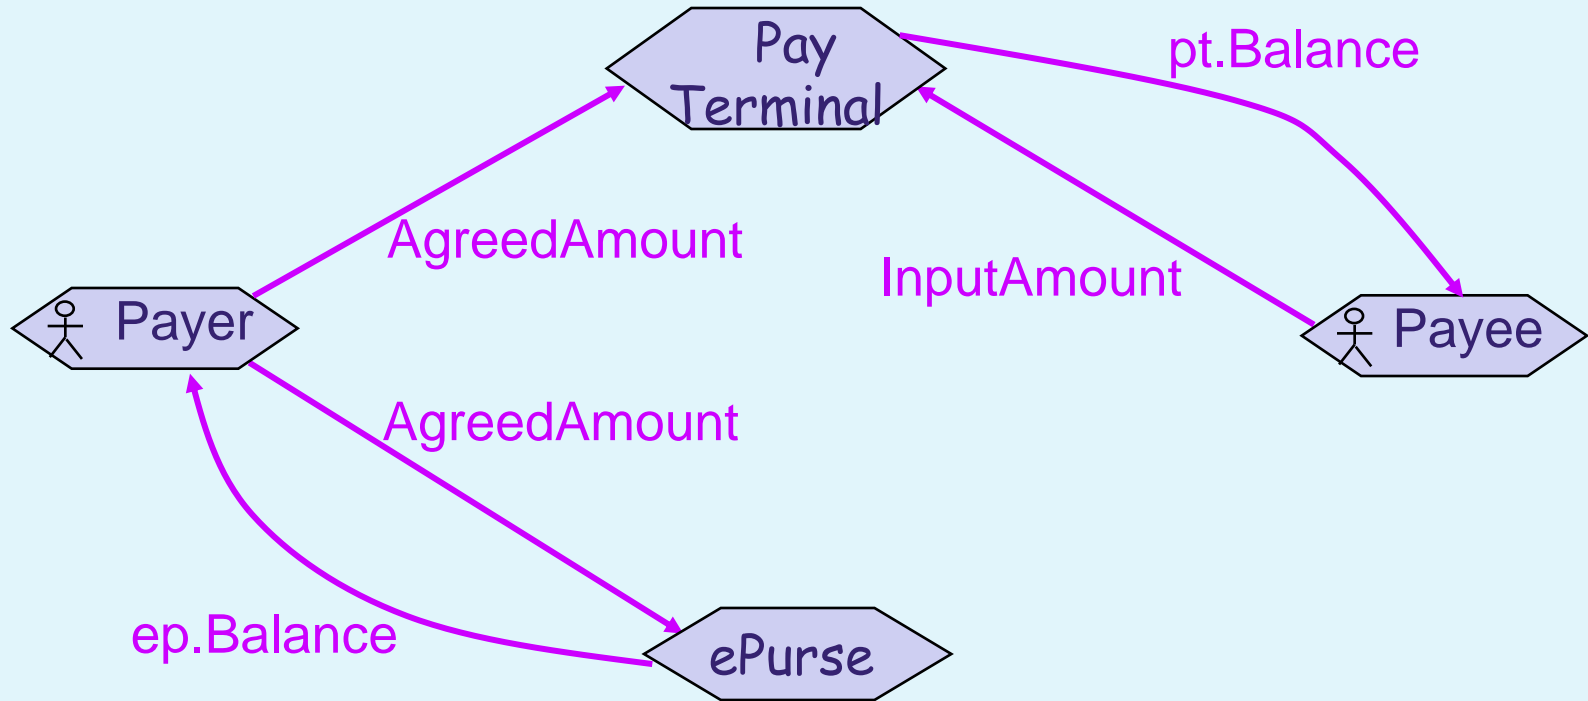 Pay
Terminal
pt.Balance
AgreedAmount
InputAmount
Payer
Payee
AgreedAmount
ep.Balance
ePurse